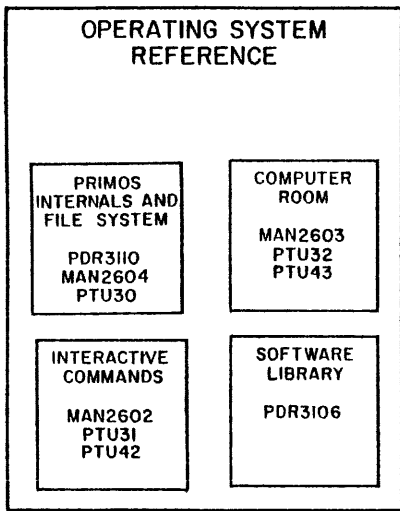 OPERATING SYSTEM
REFERENCE
PRIMOS
INTERNALS AND
FILE SYSTEM
PDR3110
MAN2604
PTU30
COMPUTER
ROOM
MAN2603
PTU32
PTU43
INTERACTIVE
COMMANDS
MAN2602
PTU31
PTU42
SOFTWARE
LIBRARY
PDR3106